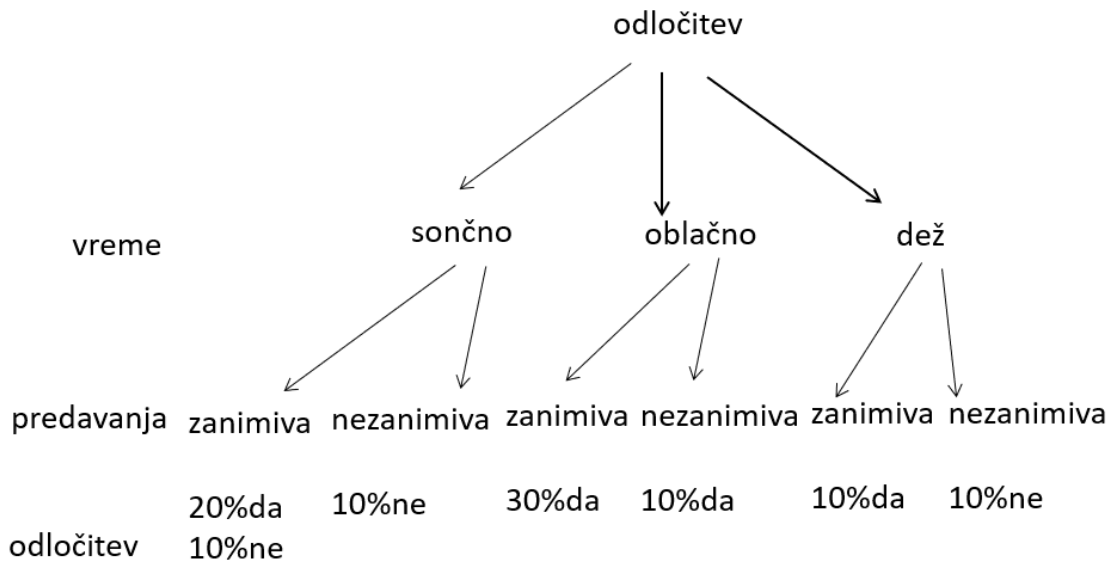 odločitev
vreme sončno oblačno dež
predavanja zanimiva nezanimiva zanimiva nezanimiva zanimiva nezanimiva
20%da 10%ne 30%da 10%da 10%da 10%ne
odločitev 10%ne